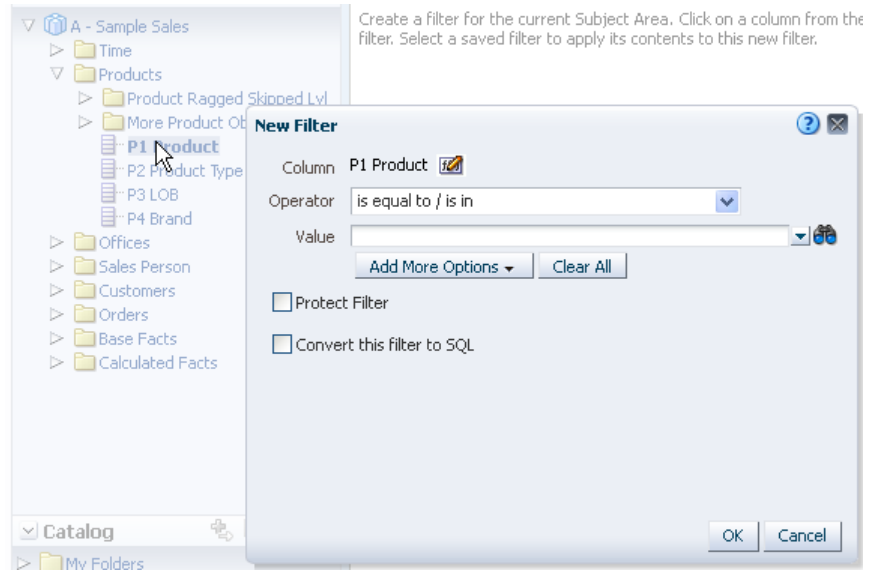 A - Sample Sales
Time
Products
Product Ragged Skipped Lvl
More Product Ob
P1 Product
P2 Product Type
P3 LOB
P4 Brand
Offices
Sales Person
Customers
Orders
Base Facts
Calculated Facts
Catalog
My Folders
Create a filter for the current Subject Area. Click on a column from the
filter. Select a saved filter to apply its contents to this new filter.
New Filter
Column P1 Product
Operator is equal to / is in
Value
Add More Options Clear All
Protect Filter
Convert this filter to SQL
OK Cancel